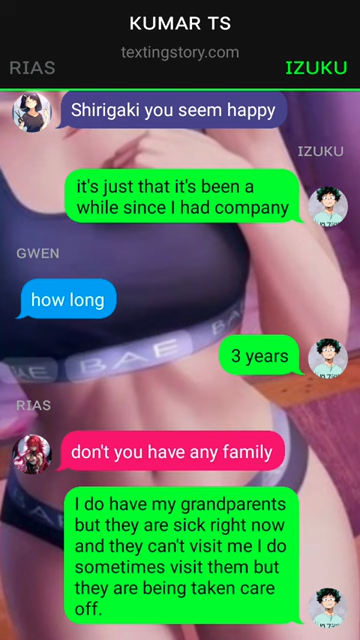 KUMAR TS
textingstory.com
RIAS
IZUKU
Shirigaki you seem happy
IZUKU
it's just that it's been a
while since I had company
GWEN
how long
3 years
BAE
RIAS
don't you have any family
I do have my grandparents
but they are sick right now
and they can't visit me I do
sometimes visit them but
they are being taken care
off.